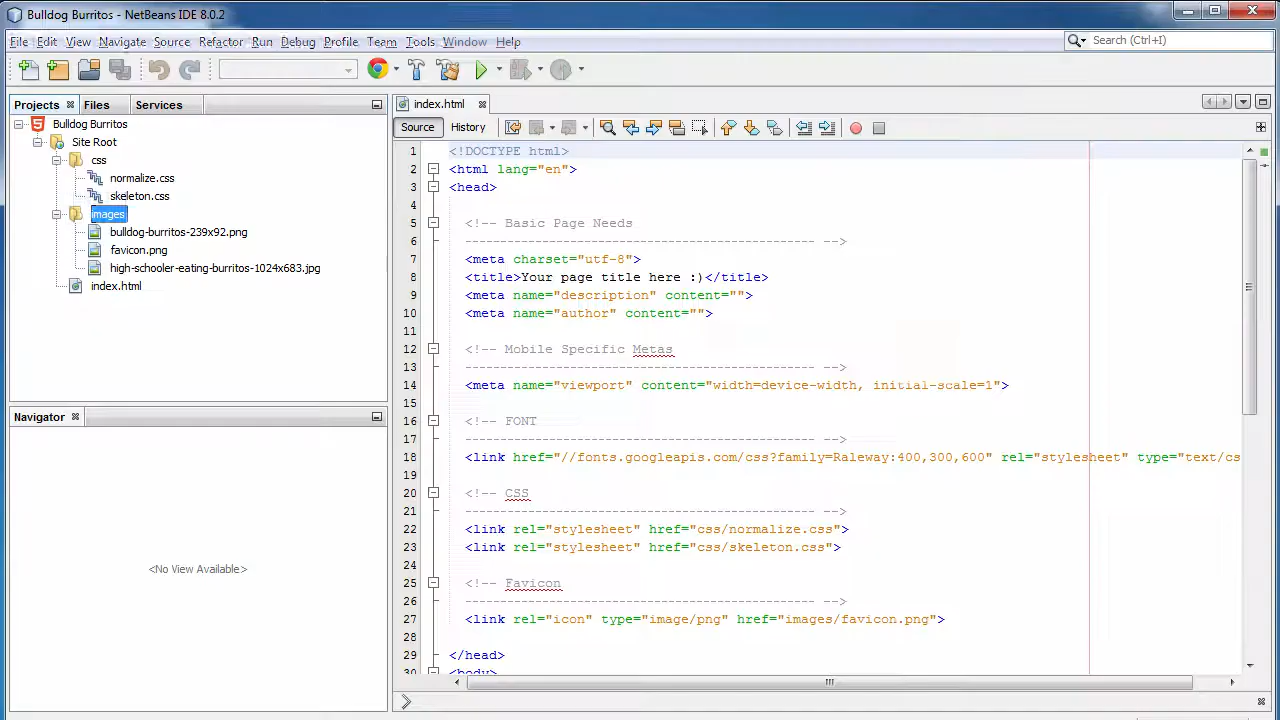 Bulldog Burritos - NetBeans IDE 8.0.2
File Edit View Navigate Source Refactor Run Debug Profile Team Tools Window Help
Search (Ctrl+I)
Projects Files Services
Bulldog Burritos
Site Root
css
normalize.css
skeleton.css
images
bulldog-burritos-239x92.png
favicon.png
high-schooler-eating-burritos-1024x683.jpg
index.html
Navigator
<No View Available>
index.html
Source History
1 <!DOCTYPE html>
2 <html lang="en">
3 <head>
4
5 <!-- Basic Page Needs
6 -------------------------------------------- -->
7 <meta charset="utf-8">
8 <title>Your page title here :)</title>
9 <meta name="description" content="">
10 <meta name="author" content="">
11
12 <!-- Mobile Specific Metas
13 -------------------------------------------- -->
14 <meta name="viewport" content="width=device-width, initial-scale=1">
15
16 <!-- FONT
17 -------------------------------------------- -->
18 <link href="//fonts.googleapis.com/css?family=Raleway:400,300,600" rel="stylesheet" type="text/cs
19
20 <!-- CSS
21 -------------------------------------------- -->
22 <link rel="stylesheet" href="css/normalize.css">
23 <link rel="stylesheet" href="css/skeleton.css">
24
25 <!-- Favicon
26 -------------------------------------------- -->
27 <link rel="icon" type="image/png" href="images/favicon.png">
28
29 </head>
30 <body>